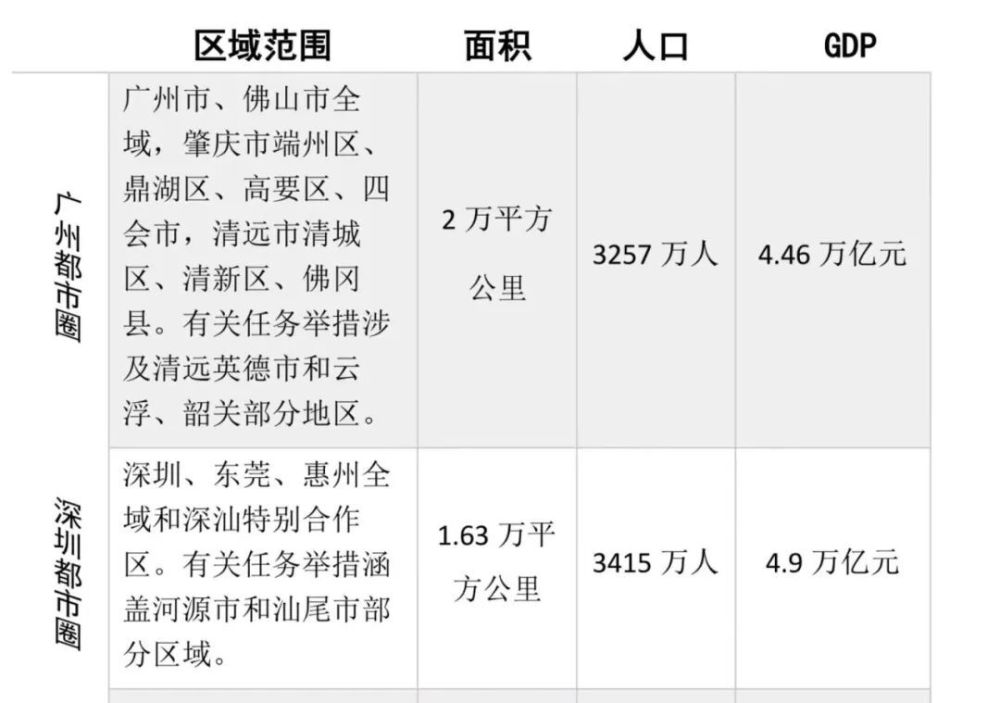 区域范围 面积 人口 GDP
广州都市圈
广州市、佛山市全
域，肇庆市端州区、
鼎湖区、高要区、四
会市，清远市清城
区、清新区、佛冈
县。有关任务举措涉
及清远英德市和云
浮、韶关部分地区。
2 万平方
公里
3257 万人
4.46 万亿元
深圳都市圈
深圳、东莞、惠州全
域和深汕特别合作
区。有关任务举措涵
盖河源市和汕尾市部
分区域。
1.63 万平
方公里
3415 万人
4.9 万亿元